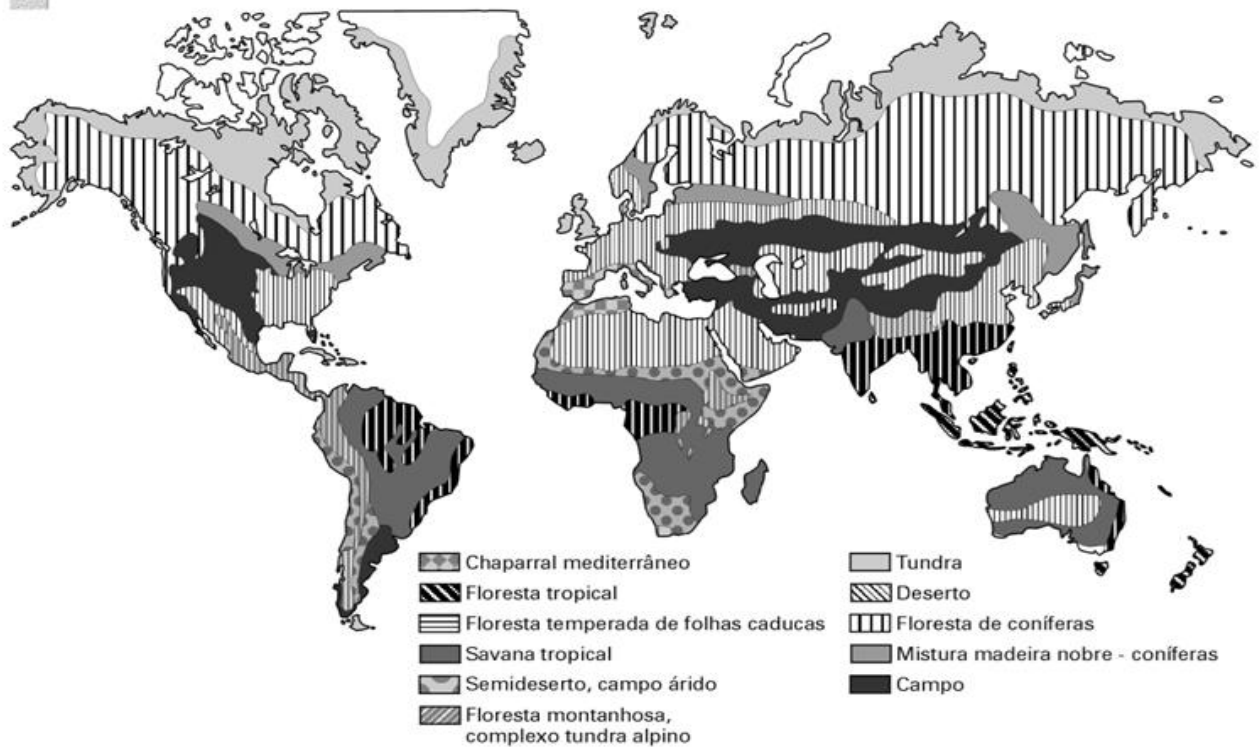 Chaparral mediterrâneo
Floresta tropical
Floresta temperada de folhas caducas
Savana tropical
Semideserto, campo árido
Floresta montanhosa,
complexo tundra alpino
Tundra
Deserto
Floresta de coníferas
Mistura madeira nobre - coníferas
Campo